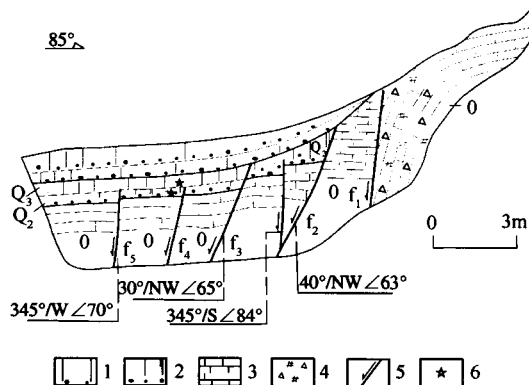 85°
0
Q
Q₃
Q₂
0
0
0
0
f₁
f₂
f₃
f₄
f₅
0 3m
30°/NW∠65°
40°/NW∠63°
345°/W∠70°
345°/S∠84°
1 2 3 4 5 6